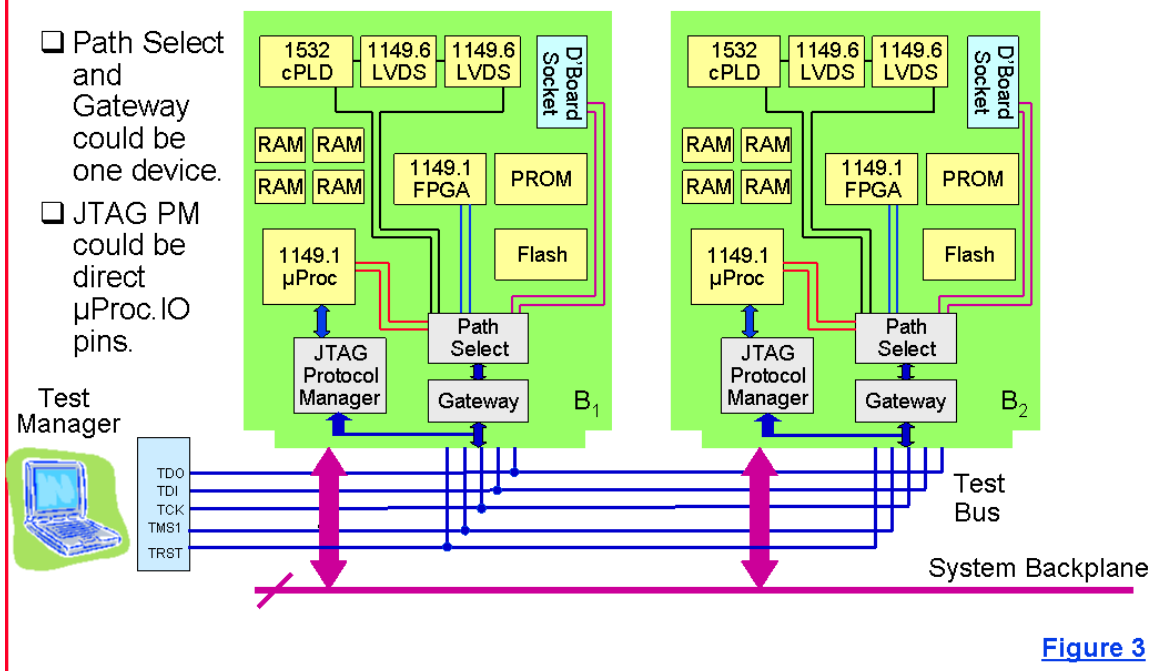 ❑ Path Select
and
Gateway
could be
one device.
❑ JTAG PM
could be
direct
µProc.IO
pins.
Test
Manager
TDO
TDI
TCK
TMS1
TRST
1532
cPLD
1149.6
LVDS
1149.6
LVDS
D'Board
Socket
RAM
RAM
RAM
RAM
1149.1
FPGA
PROM
1149.1
µProc
Flash
Path
Select
JTAG
Protocol
Manager
Gateway
B1
1532
cPLD
1149.6
LVDS
1149.6
LVDS
D'Board
Socket
RAM
RAM
RAM
RAM
1149.1
FPGA
PROM
1149.1
µProc
Flash
Path
Select
JTAG
Protocol
Manager
Gateway
B2
Test
Bus
System Backplane
Figure 3